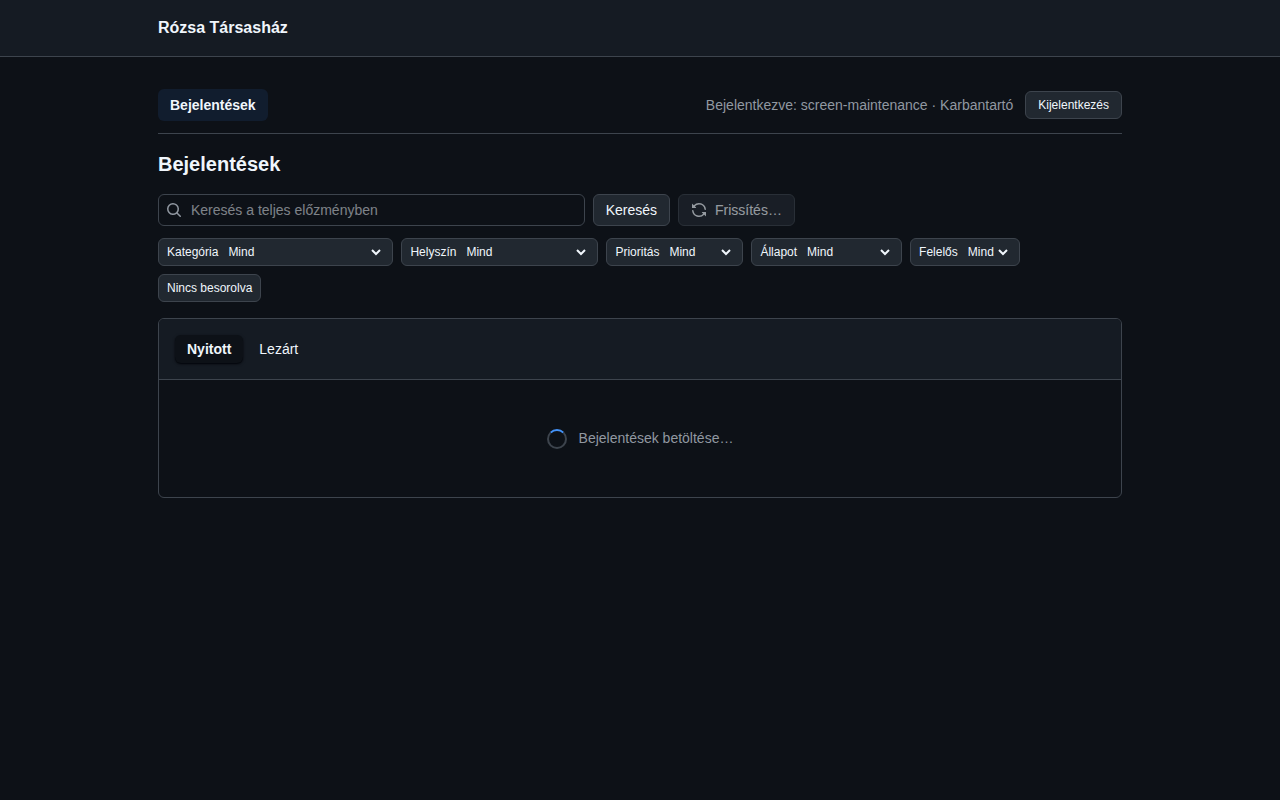 Rózsa Társasház
Bejelentések
Bejelentkezve: screen-maintenance · Karbantartó
Kijelentkezés
Bejelentések
Keresés a teljes előzményben
Keresés
Frissítés…
Kategória Mind
Helyszín Mind
Prioritás Mind
Állapot Mind
Felelős Mind
Nincs besorolva
Nyitott
Lezárt
Bejelentések betöltése…